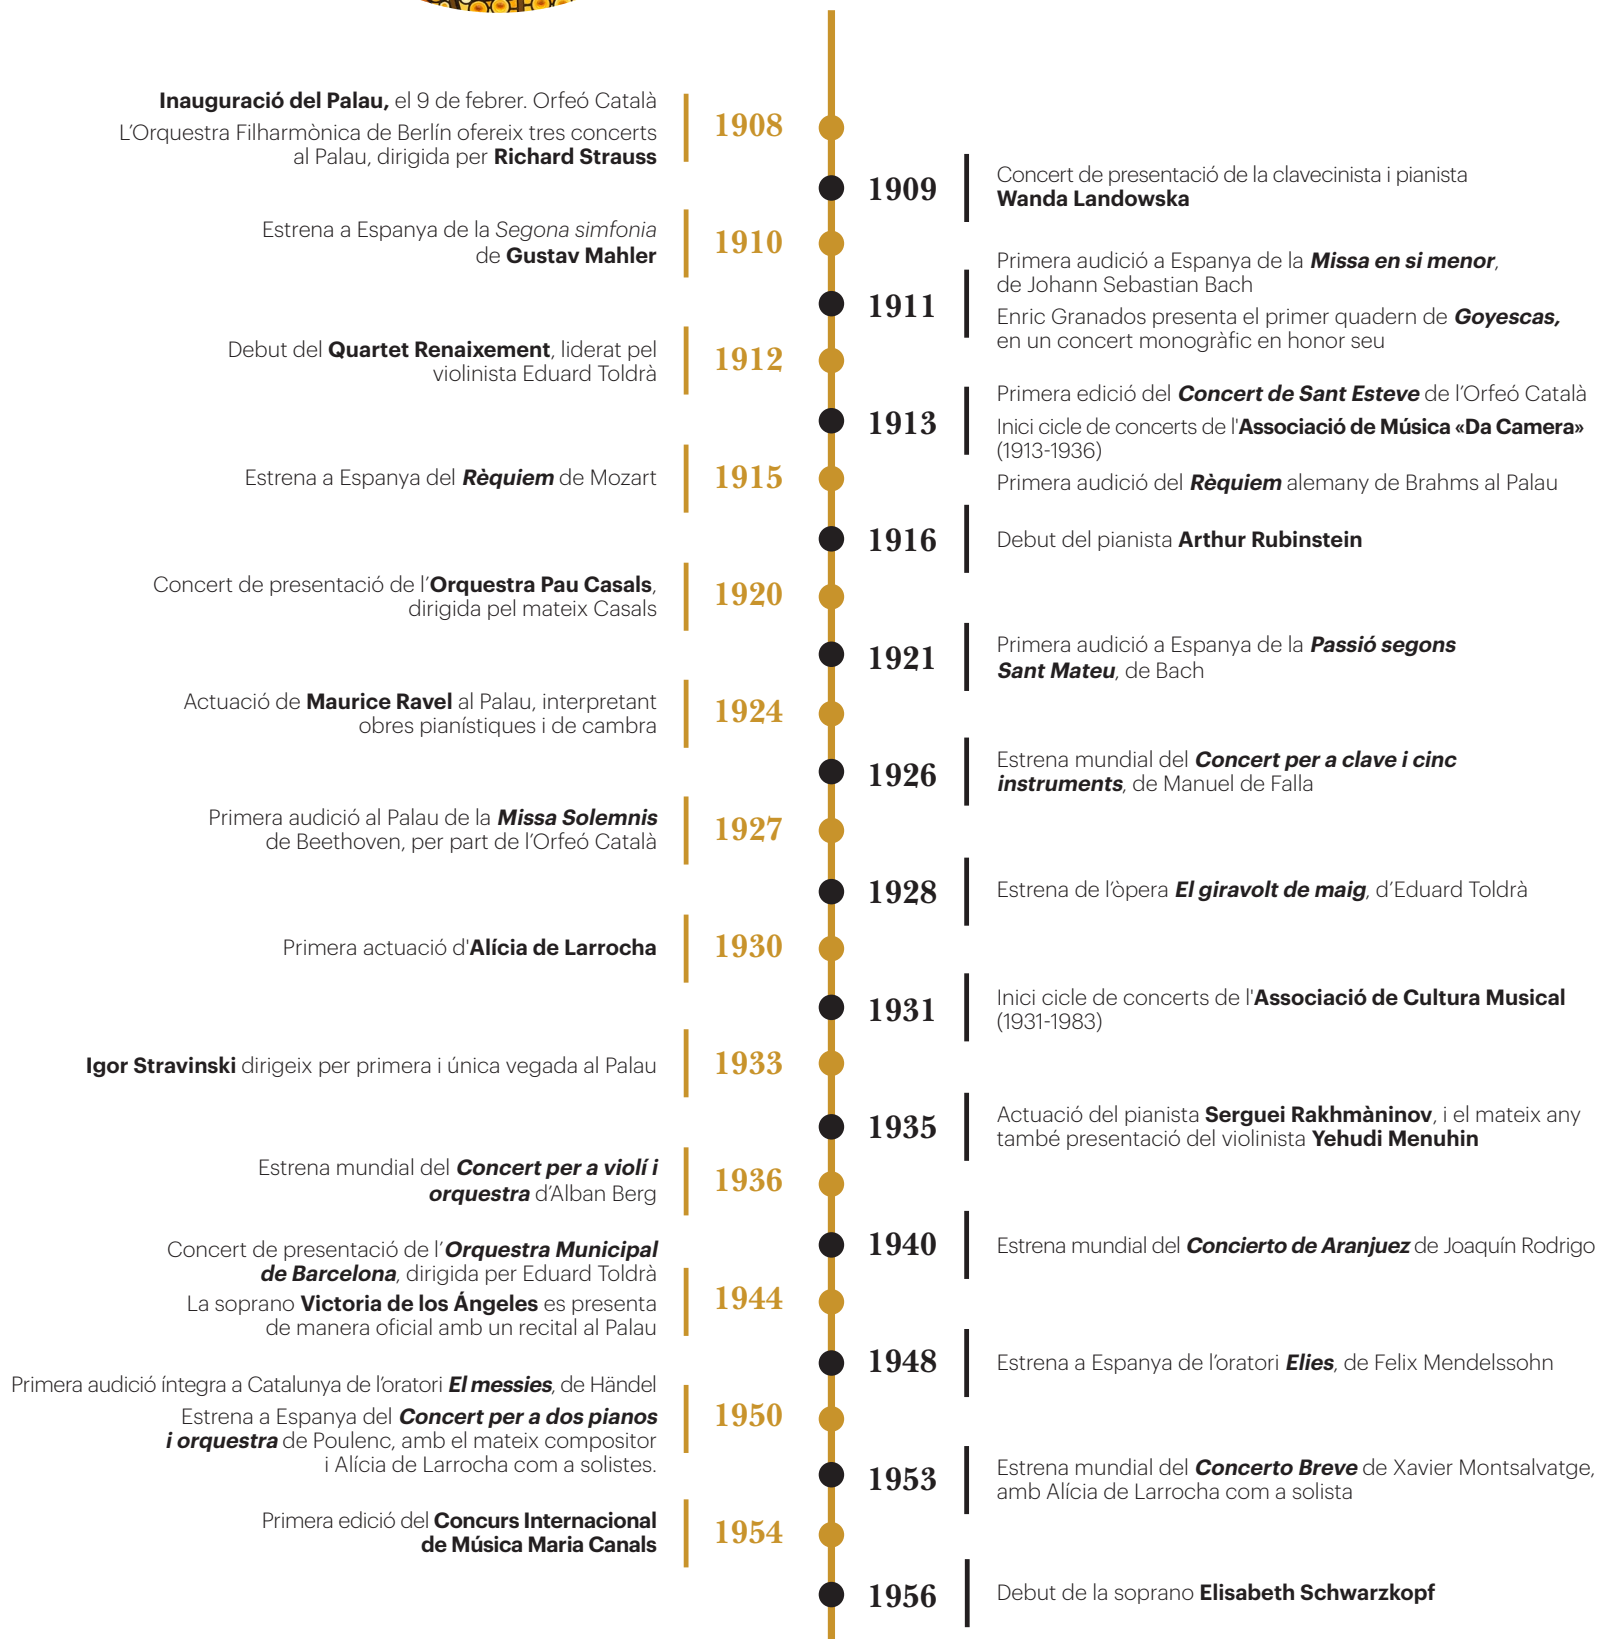 Inauguració del Palau, el 9 de febrer. Orfeó Català
L’Orquestra Filharmònica de Berlín ofereix tres concerts
al Palau, dirigida per Richard Strauss
1908
1909
Concert de presentació de la clavecinista i pianista
Wanda Landowska
Estrena a Espanya de la Segona simfonia
de Gustav Mahler
1910
1911
Primera audició a Espanya de la Missa en si menor,
de Johann Sebastian Bach
Enric Granados presenta el primer quadern de Goyescas,
en un concert monogràfic en honor seu
Debut del Quartet Renaixement, liderat pel
violinista Eduard Toldrà
1912
1913
Primera edició del Concert de Sant Esteve de l’Orfeó Català
Inici cicle de concerts de l'Associació de Música «Da Camera»
(1913-1936)
Primera audició del Rèquiem alemany de Brahms al Palau
Estrena a Espanya del Rèquiem de Mozart
1915
1916
Debut del pianista Arthur Rubinstein
Concert de presentació de l’Orquestra Pau Casals,
dirigida pel mateix Casals
1920
1921
Primera audició a Espanya de la Passió segons
Sant Mateu, de Bach
Actuació de Maurice Ravel al Palau, interpretant
obres pianístiques i de cambra
1924
1926
Estrena mundial del Concert per a clave i cinc
instruments, de Manuel de Falla
Primera audició al Palau de la Missa Solemnis
de Beethoven, per part de l’Orfeó Català
1927
1928
Estrena de l’òpera El giravolt de maig, d’Eduard Toldrà
Primera actuació d'Alícia de Larrocha
1930
1931
Inici cicle de concerts de l'Associació de Cultura Musical
(1931-1983)
Igor Stravinski dirigeix per primera i única vegada al Palau
1933
1935
Actuació del pianista Serguei Rakhmàninov, i el mateix any
també presentació del violinista Yehudi Menuhin
Estrena mundial del Concert per a violí i
orquestra d’Alban Berg
1936
1940
Estrena mundial del Concierto de Aranjuez de Joaquín Rodrigo
Concert de presentació de l’Orquestra Municipal
de Barcelona, dirigida per Eduard Toldrà
La soprano Victoria de los Ángeles es presenta
de manera oficial amb un recital al Palau
1944
1948
Estrena a Espanya de l’oratori Elies, de Felix Mendelssohn
Primera audició íntegra a Catalunya de l’oratori El messies, de Händel
Estrena a Espanya del Concert per a dos pianos
i orquestra de Poulenc, amb el mateix compositor
i Alícia de Larrocha com a solistes.
1950
1953
Estrena mundial del Concerto Breve de Xavier Montsalvatge,
amb Alícia de Larrocha com a solista
Primera edició del Concurs Internacional
de Música Maria Canals
1954
1956
Debut de la soprano Elisabeth Schwarzkopf